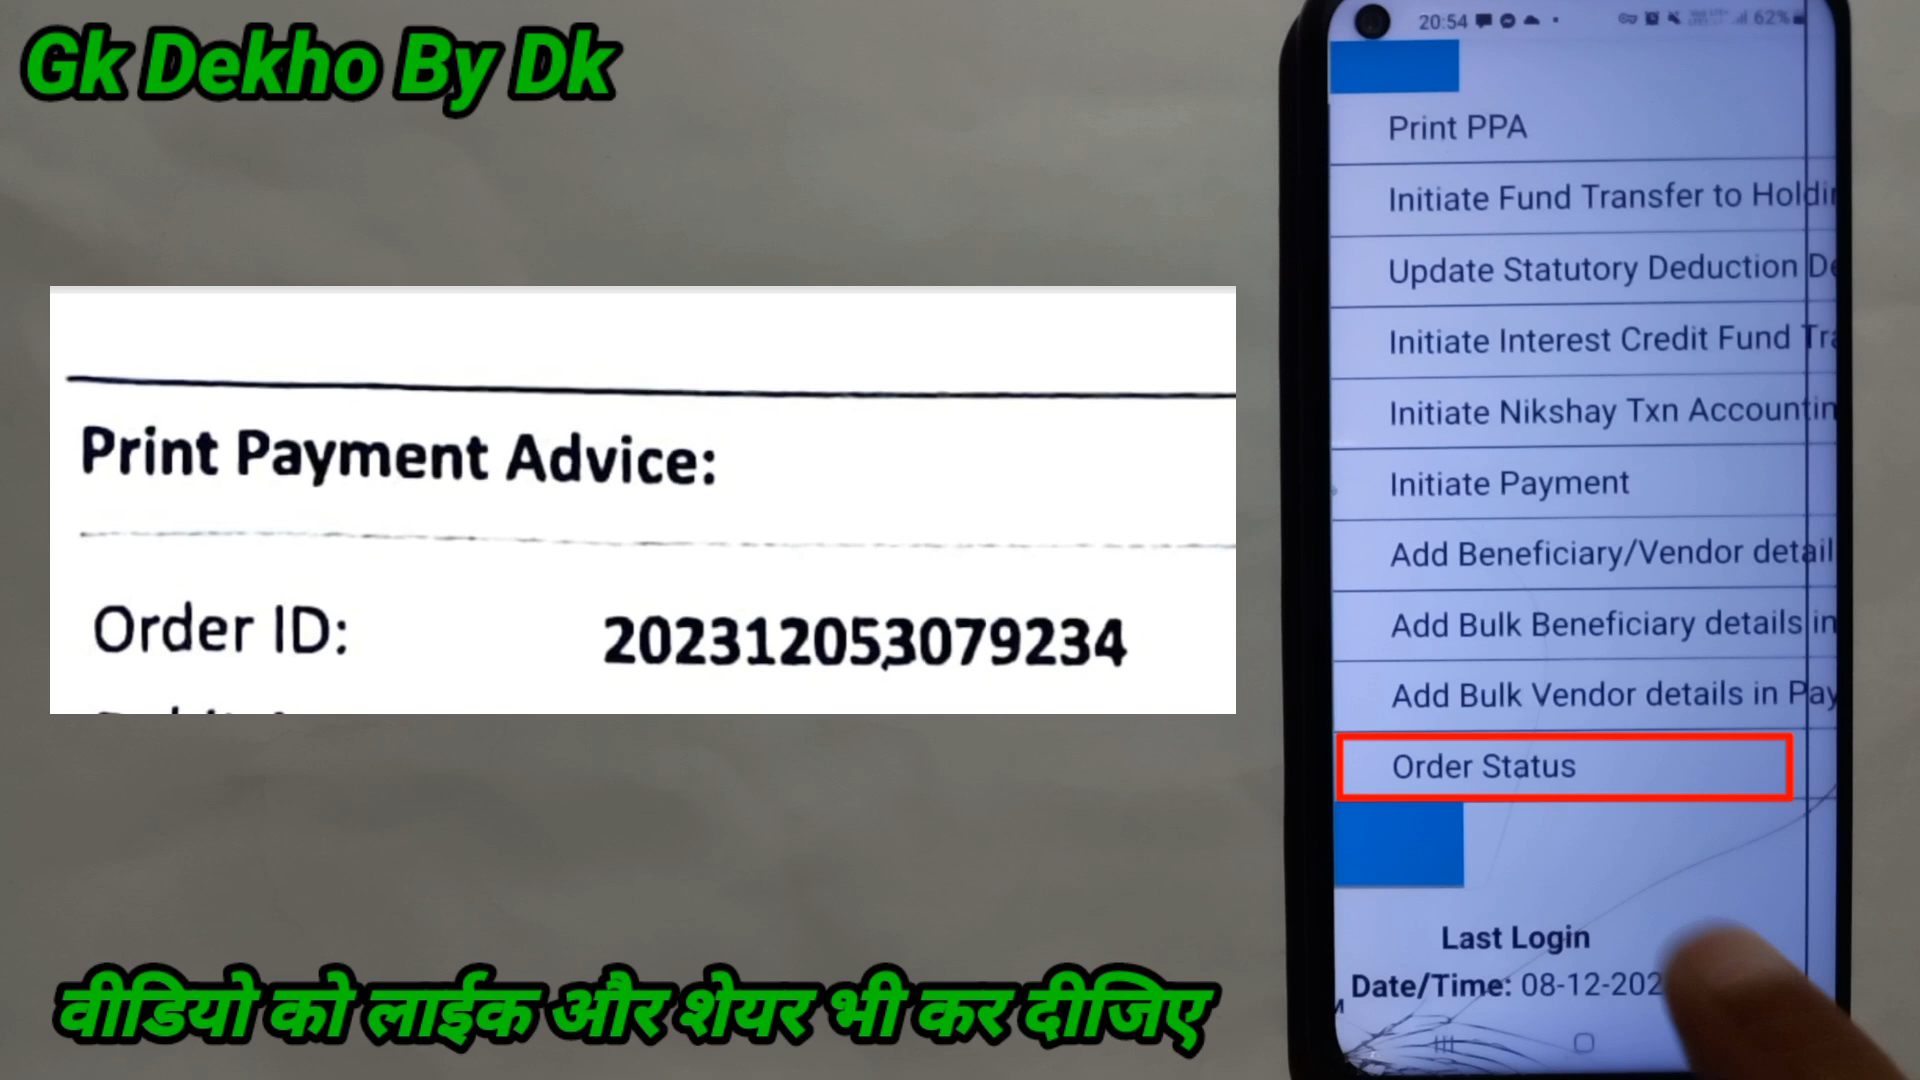 Gk Dekho By Dk
Print Payment Advice:
Order ID: 202312053079234
वीडियो को लाईक और शेयर भी कर दीजिए
20:54
62%
Print PPA
Initiate Fund Transfer to Holdin
Update Statutory Deduction De
Initiate Interest Credit Fund Tra
Initiate Nikshay Txn Accountin
Initiate Payment
Add Beneficiary/Vendor detail
Add Bulk Beneficiary details in
Add Bulk Vendor details in Pay
Order Status
Last Login
Date/Time: 08-12-202